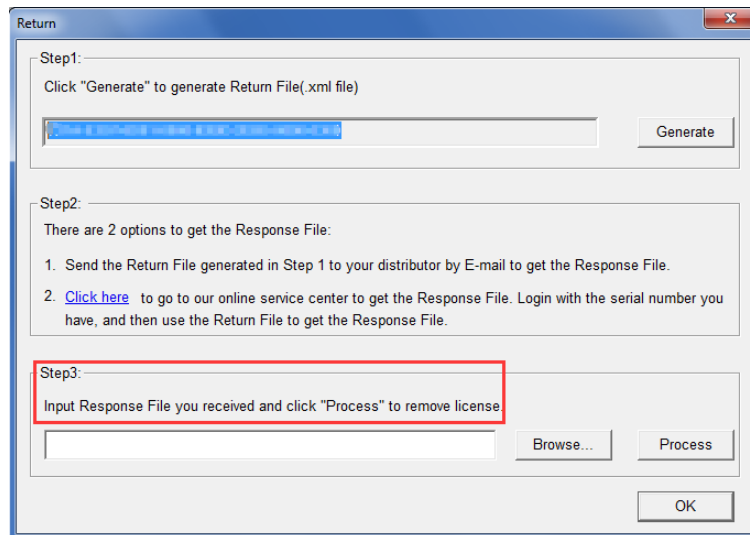 Return
Step1:
Click "Generate" to generate Return File(.xml file)
Generate
Step2:
There are 2 options to get the Response File:
1. Send the Return File generated in Step 1 to your distributor by E-mail to get the Response File.
2. Click here to go to our online service center to get the Response File. Login with the serial number you
have, and then use the Return File to get the Response File.
Step3:
Input Response File you received and click "Process" to remove license.
Browse...
Process
OK